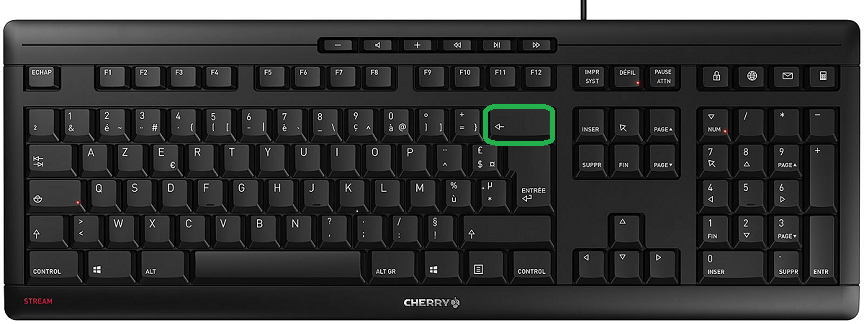 ECHAP F1 F2 F3 F4 F5 F6 F7 F8 F9 F10 F11 F12 IMPR SYST DÉFIL PAUSE ATTN
² 1 & 2 é ~ 3 " # 4 ' { 5 ( [ 6 - | 7 è ` 8 _ \ 9 ç ^ 0 à @ ° ) ] + = } INSER PAGE NUM / * -
A Z E € R T Y U I O P ¨ ^ £ $ ¤ ENTRÉE SUPPR FIN PAGE 7 8 9 PAGE +
Q S D F G H J K L M % ù µ * 4 5 6
> < W X C V B N ? , . ; / : § ! 1 FIN 2 3 PAGE
CONTROL ALT ALT GR CONTROL 0 INSER . SUPPR ENTR
STREAM CHERRY